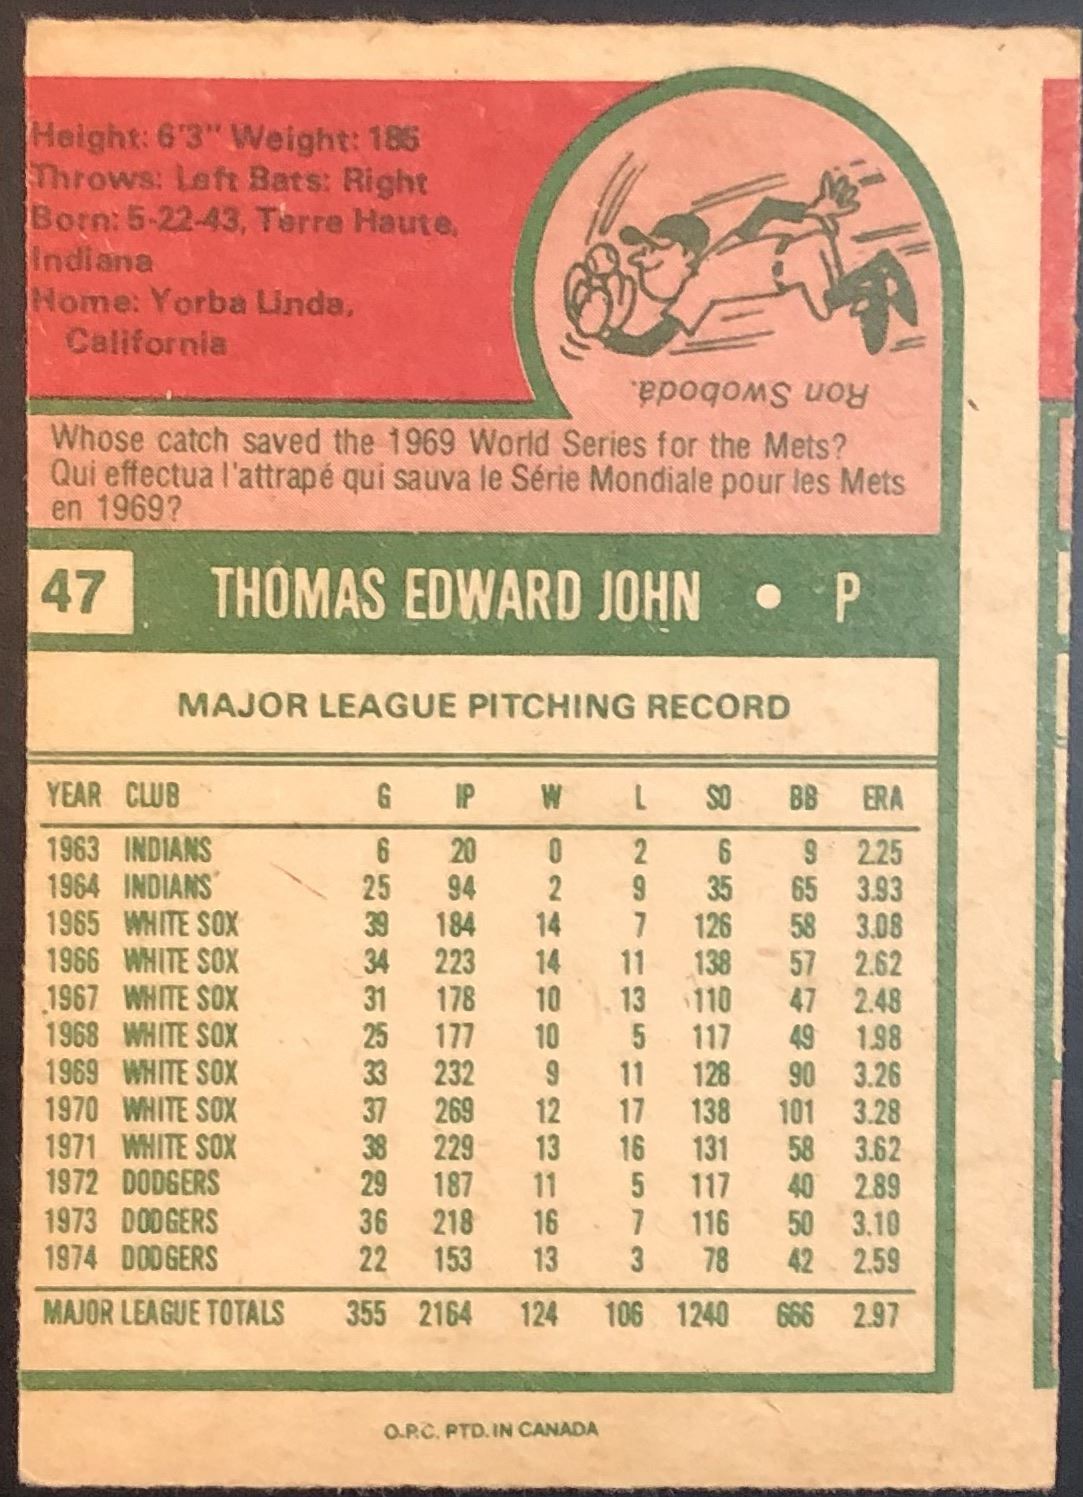 Height: 6'3" Weight: 185
Throws: Left Bats: Right
Born: 5-22-43, Terre Haute,
Indiana
Home: Yorba Linda,
California
Ron Swoboda.
Whose catch saved the 1969 World Series for the Mets?
Qui effectua l'attrapé qui sauva le Série Mondiale pour les Mets
en 1969?
47 THOMAS EDWARD JOHN • P
MAJOR LEAGUE PITCHING RECORD
YEAR CLUB G IP W L SO BB ERA
1963 INDIANS 6 20 0 2 6 9 2.25
1964 INDIANS 25 94 2 9 35 65 3.93
1965 WHITE SOX 39 184 14 7 126 58 3.08
1966 WHITE SOX 34 223 14 11 138 57 2.62
1967 WHITE SOX 31 178 10 13 110 47 2.48
1968 WHITE SOX 25 177 10 5 117 49 1.98
1969 WHITE SOX 33 232 9 11 128 90 3.26
1970 WHITE SOX 37 269 12 17 138 101 3.28
1971 WHITE SOX 38 229 13 16 131 58 3.62
1972 DODGERS 29 187 11 5 117 40 2.89
1973 DODGERS 36 218 16 7 116 50 3.10
1974 DODGERS 22 153 13 3 78 42 2.59
MAJOR LEAGUE TOTALS 355 2164 124 106 1240 666 2.97
O.P.C. PTD. IN CANADA